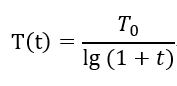 T(t) = T₀ / lg (1 + t)